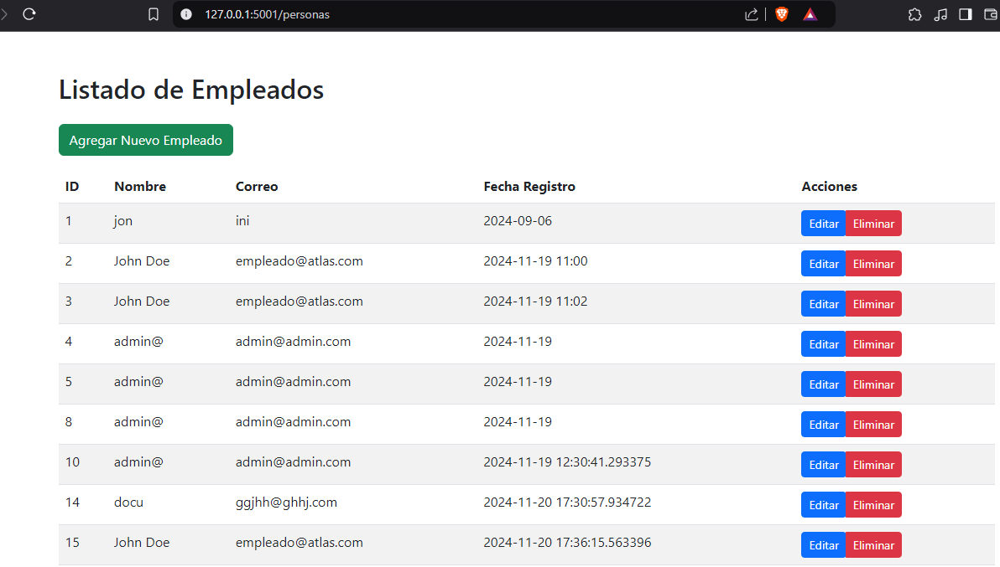 127.0.0.1:5001/personas
Listado de Empleados
Agregar Nuevo Empleado
ID Nombre Correo Fecha Registro Acciones
1 jon ini 2024-09-06 Editar Eliminar
2 John Doe empleado@atlas.com 2024-11-19 11:00 Editar Eliminar
3 John Doe empleado@atlas.com 2024-11-19 11:02 Editar Eliminar
4 admin@ admin@admin.com 2024-11-19 Editar Eliminar
5 admin@ admin@admin.com 2024-11-19 Editar Eliminar
8 admin@ admin@admin.com 2024-11-19 Editar Eliminar
10 admin@ admin@admin.com 2024-11-19 12:30:41.293375 Editar Eliminar
14 docu ggjhh@ghhj.com 2024-11-20 17:30:57.934722 Editar Eliminar
15 John Doe empleado@atlas.com 2024-11-20 17:36:15.563396 Editar Eliminar